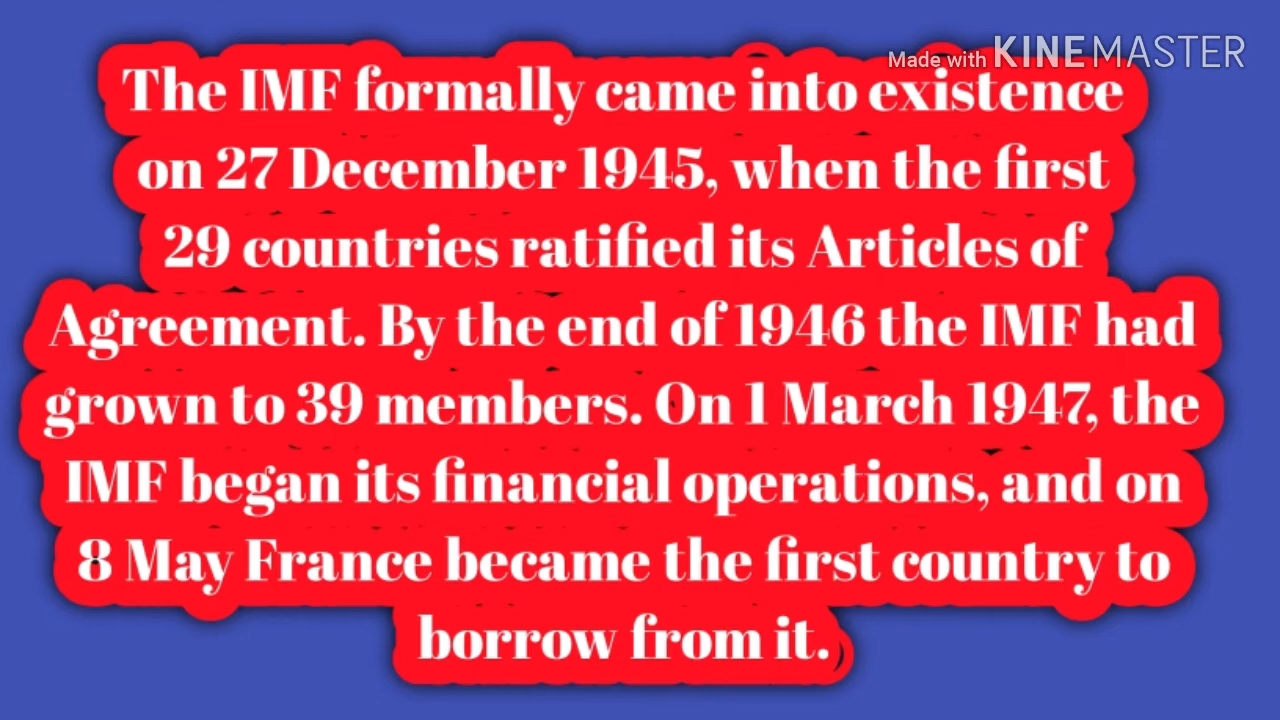 Made with KINEMASTER
The IMF formally came into existence
on 27 December 1945, when the first
29 countries ratified its Articles of
Agreement. By the end of 1946 the IMF had
grown to 39 members. On 1 March 1947, the
IMF began its financial operations, and on
8 May France became the first country to
borrow from it.